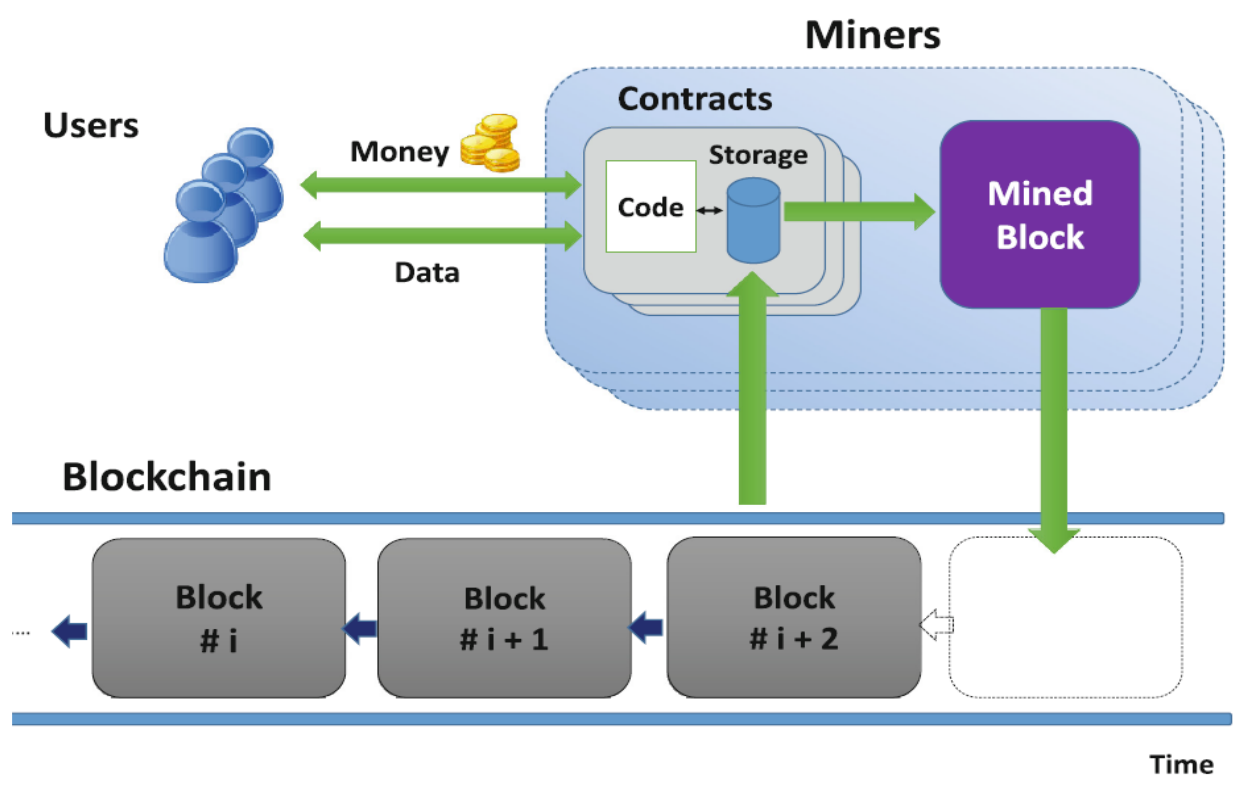 Miners
Contracts
Users
Money
Storage
Code
Mined
Block
Data
Blockchain
Block
# i
Block
# i + 1
Block
# i + 2
....
Time